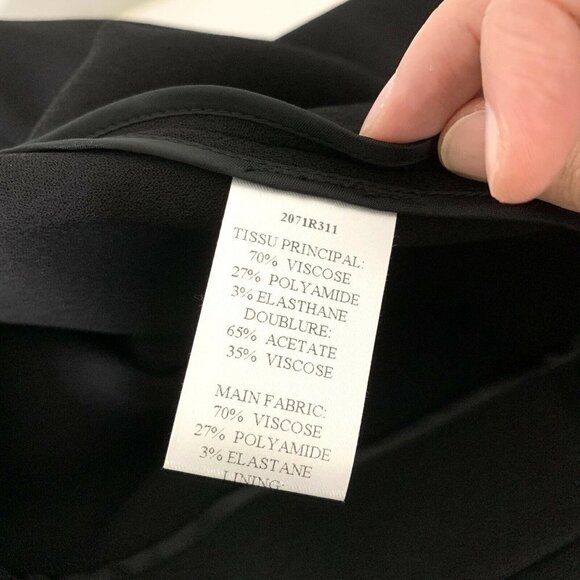 2071R311
TISSU PRINCIPAL:
70% VISCOSE
27% POLYAMIDE
3% ELASTHANE
DOUBLURE:
65% ACETATE
35% VISCOSE
MAIN FABRIC:
70% VISCOSE
27% POLYAMIDE
3% ELASTANE
LINING: